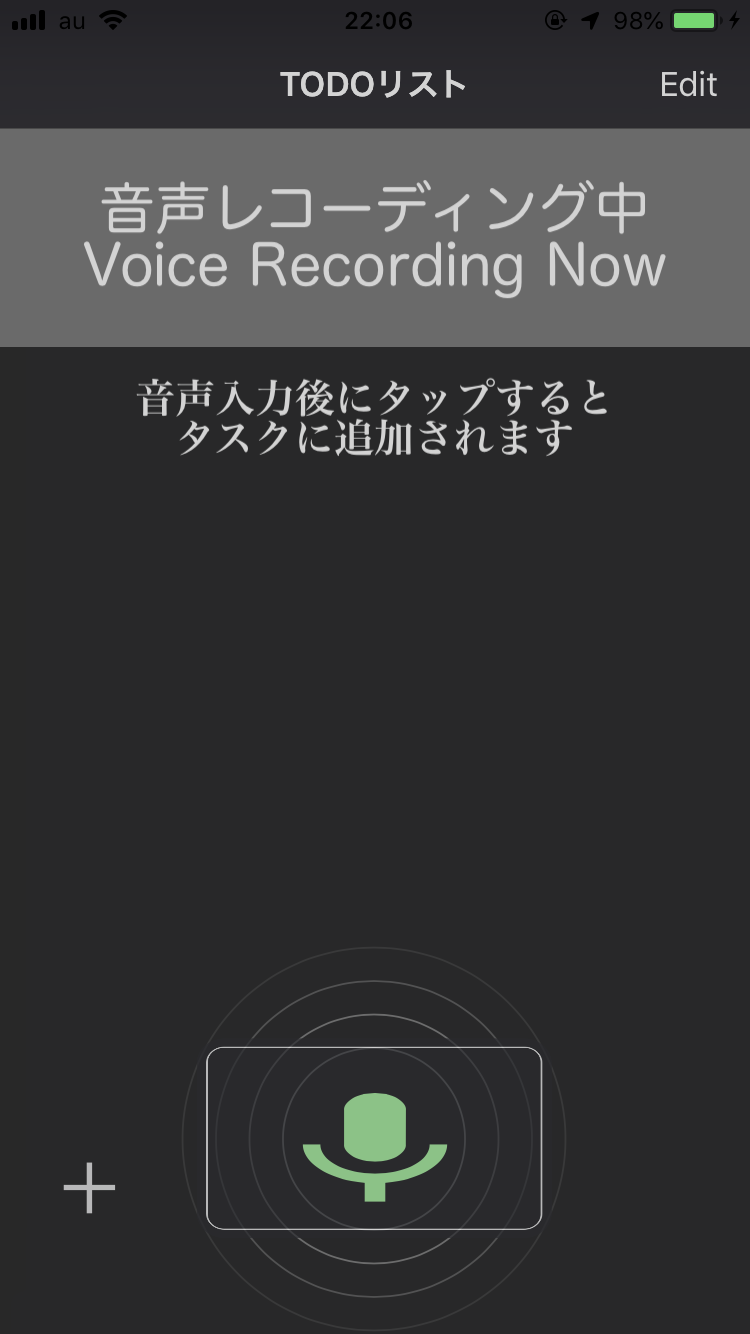 au 22:06 98%
TODOリスト Edit
音声レコーディング中
Voice Recording Now
音声入力後にタップすると
タスクに追加されます